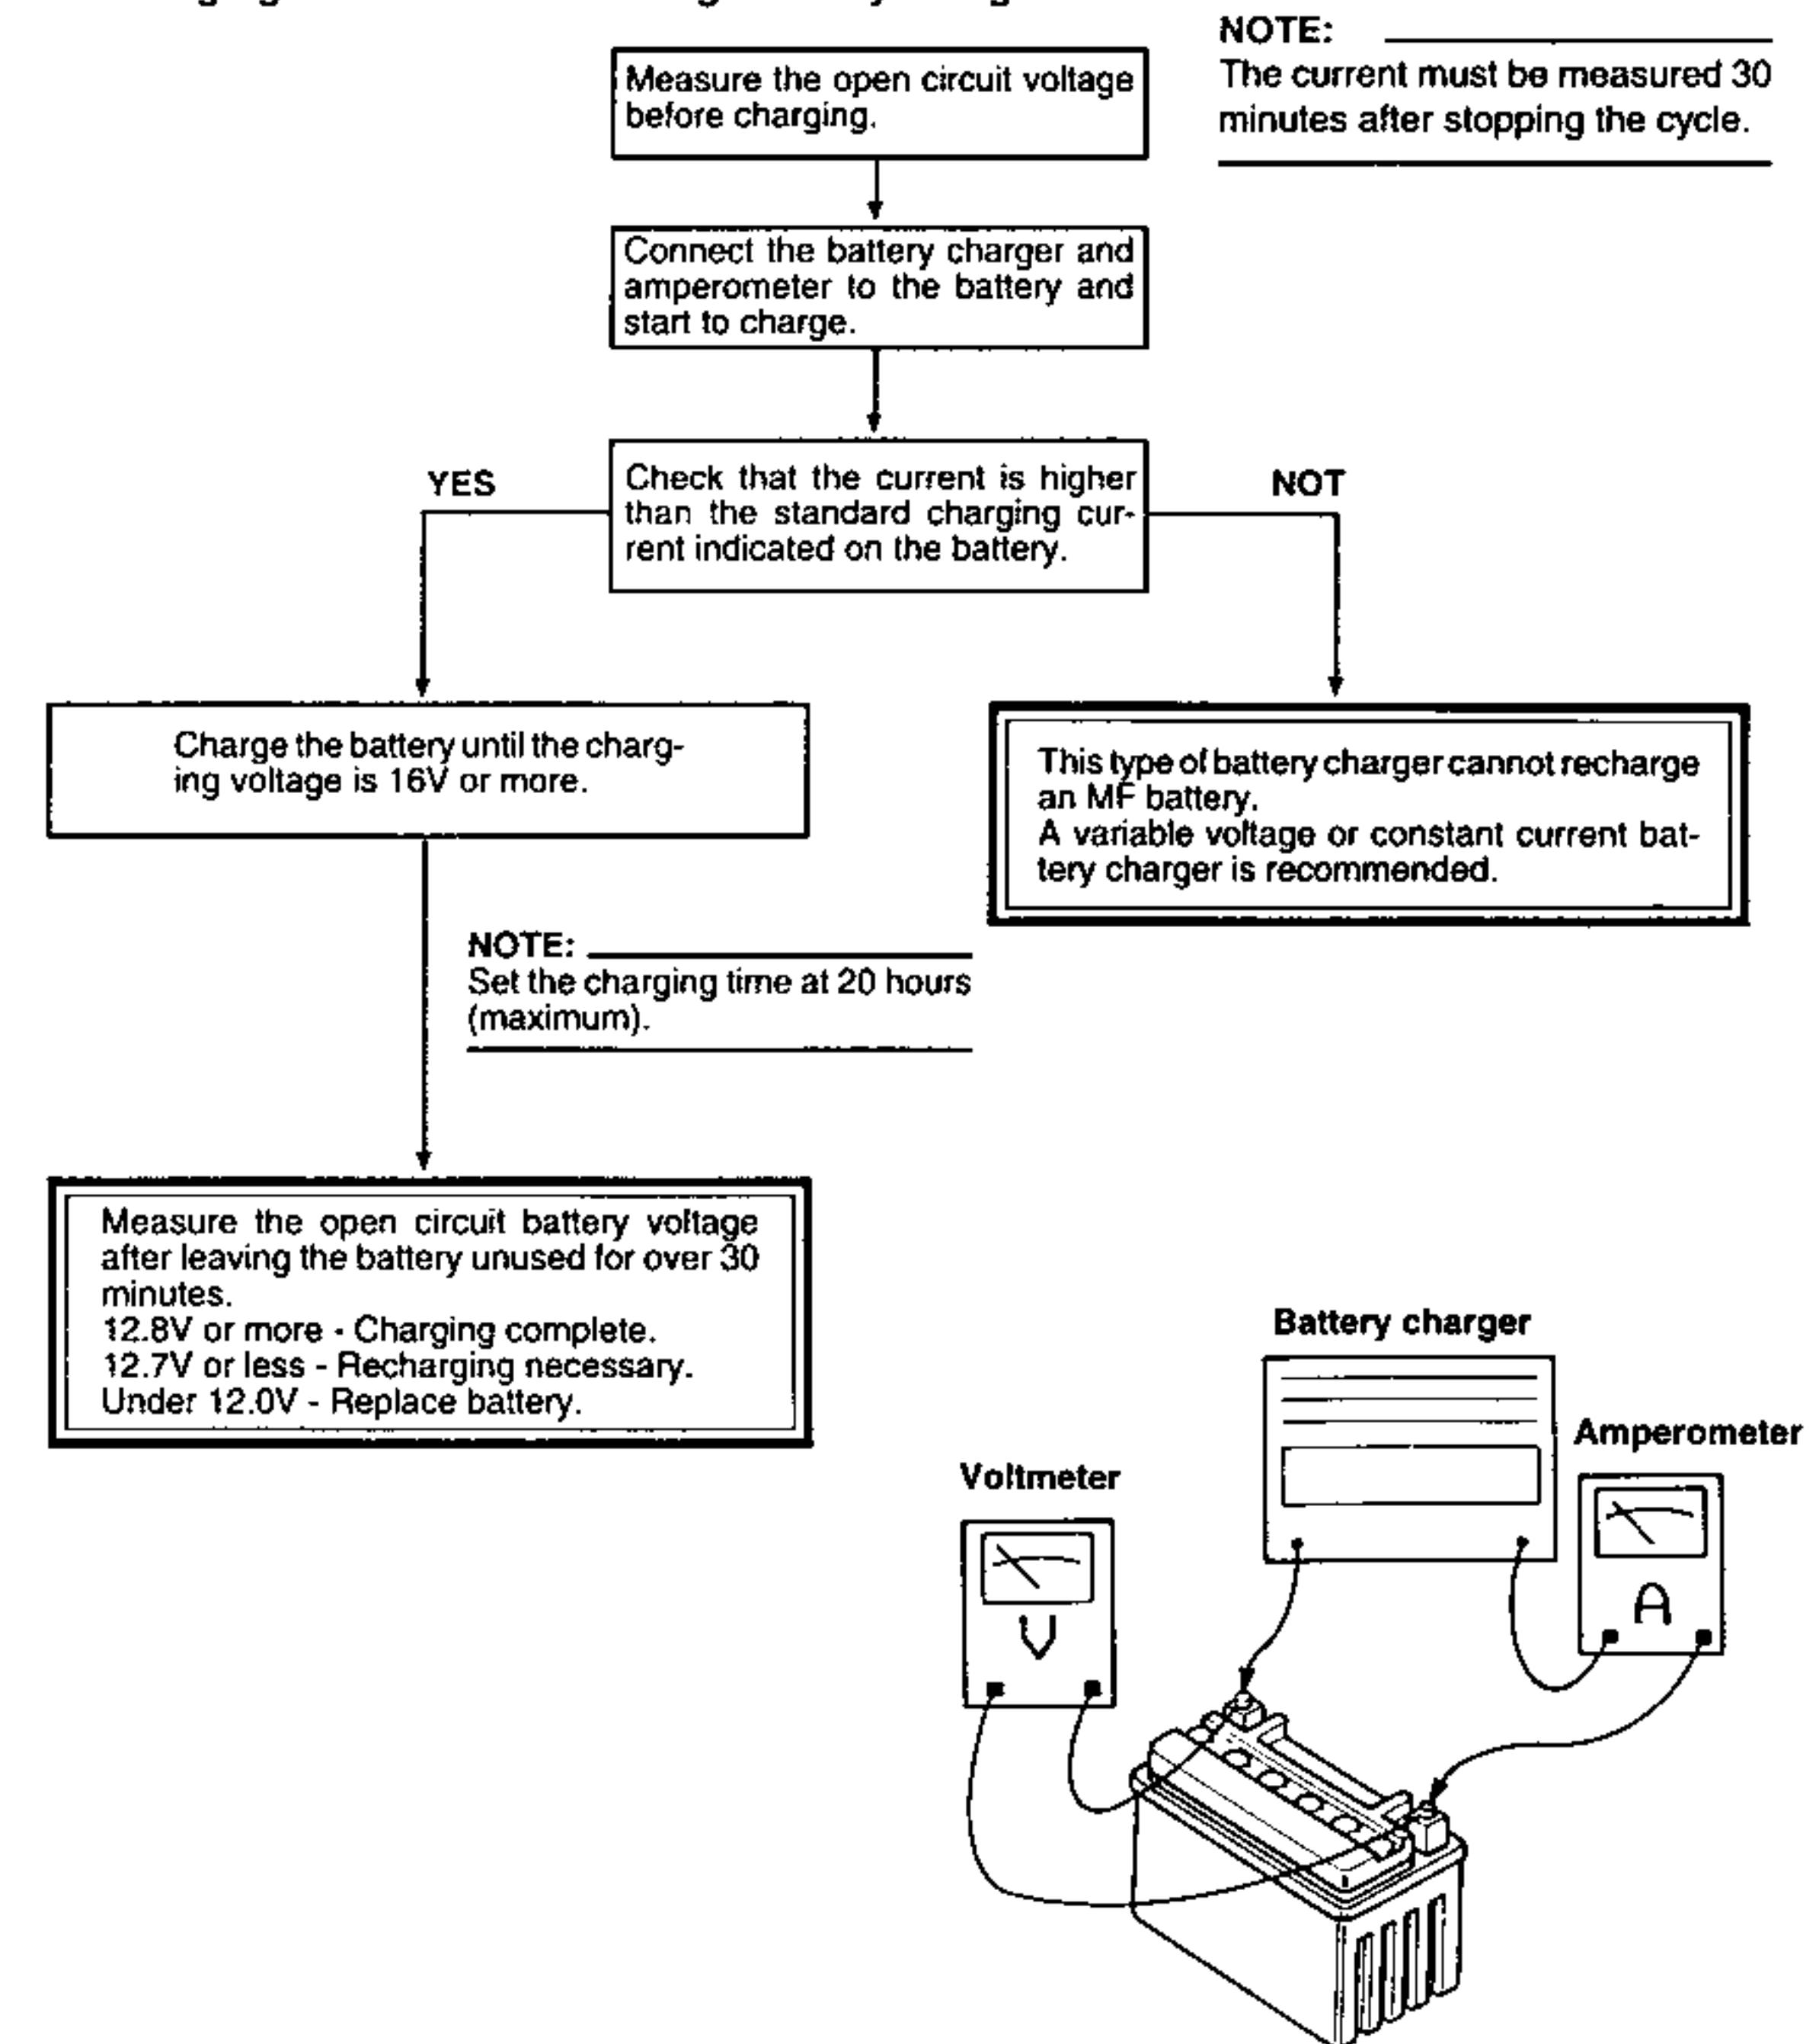 Measure the open circuit voltage
before charging.
NOTE:
The current must be measured 30
minutes after stopping the cycle.
Connect the battery charger and
amperometer to the battery and
start to charge.
YES
Check that the current is higher
than the standard charging cur-
rent indicated on the battery.
NOT
Charge the battery until the charg-
ing voltage is 16V or more.
This type of battery charger cannot recharge
an MF battery.
A variable voltage or constant current bat-
tery charger is recommended.
NOTE:
Set the charging time at 20 hours
(maximum).
Measure the open circuit battery voltage
after leaving the battery unused for over 30
minutes.
12.8V or more - Charging complete.
12.7V or less - Recharging necessary.
Under 12.0V - Replace battery.
Battery charger
Amperometer
Voltmeter
V
A